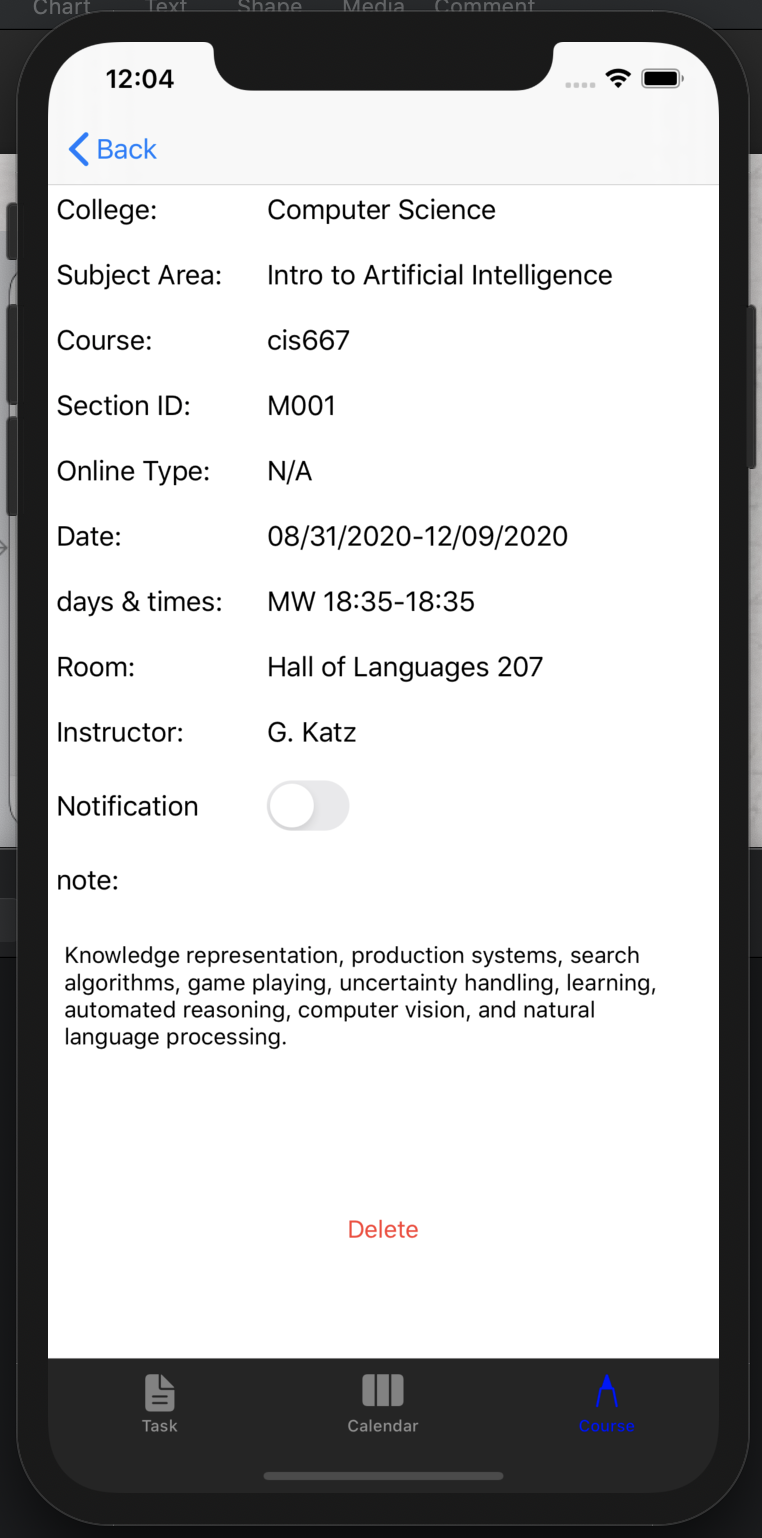 Chart Text Shape Media Comment
12:04
Back
College: Computer Science
Subject Area: Intro to Artificial Intelligence
Course: cis667
Section ID: M001
Online Type: N/A
Date: 08/31/2020-12/09/2020
days & times: MW 18:35-18:35
Room: Hall of Languages 207
Instructor: G. Katz
Notification
note:
Knowledge representation, production systems, search
algorithms, game playing, uncertainty handling, learning,
automated reasoning, computer vision, and natural
language processing.
Delete
Task Calendar Course